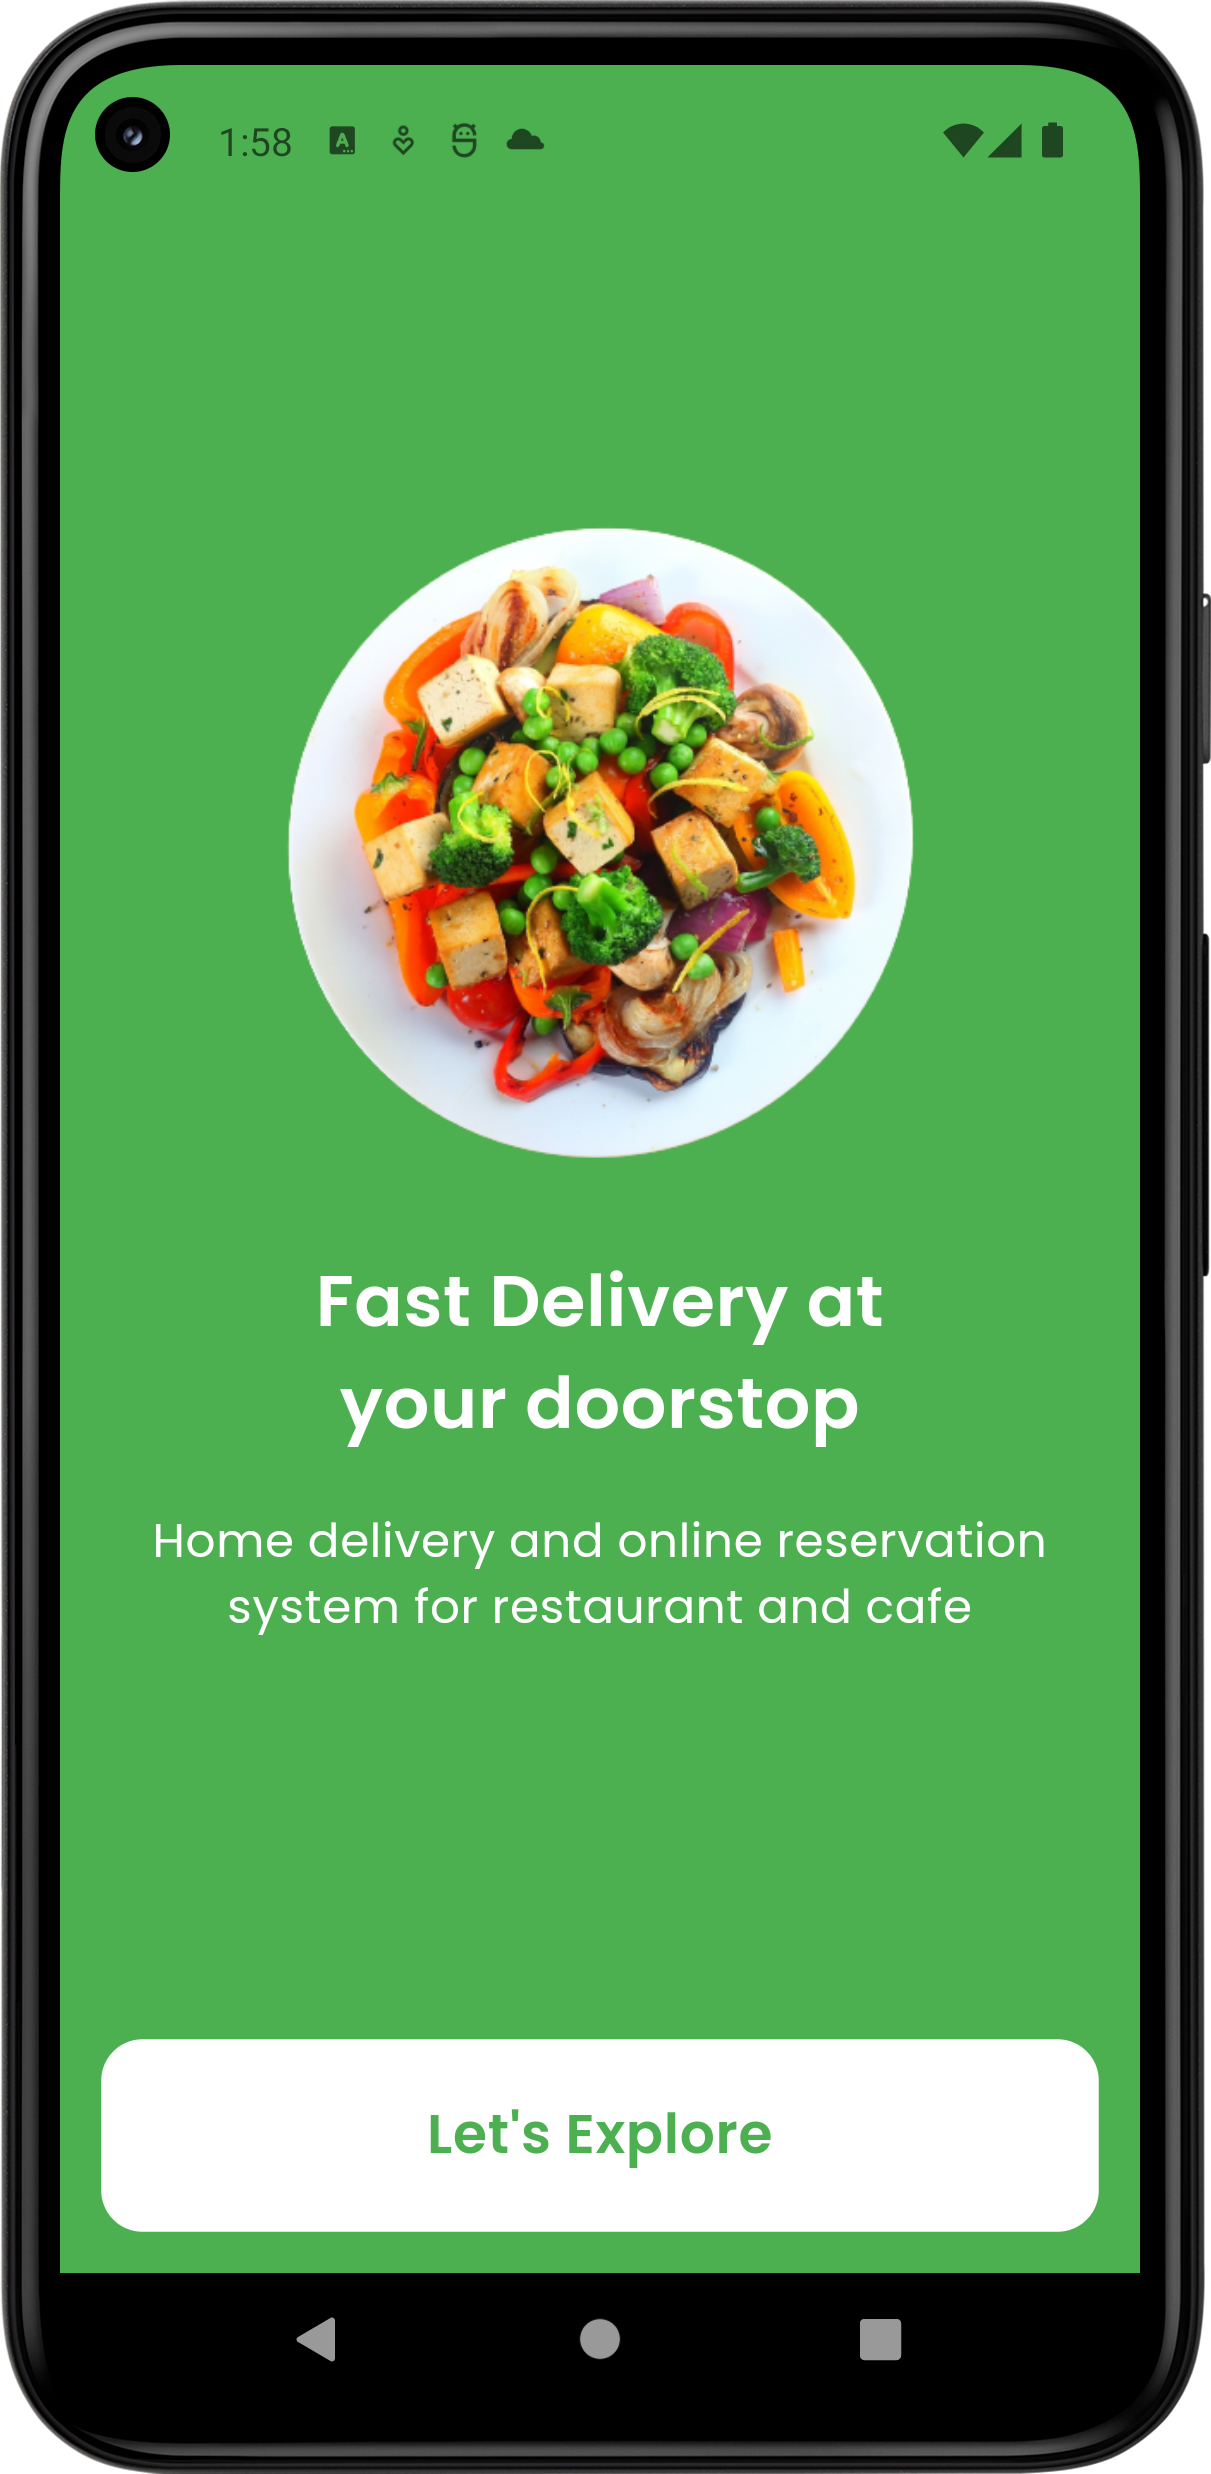 1:58
A
Fast Delivery at
your doorstop
Home delivery and online reservation
system for restaurant and cafe
Let's Explore